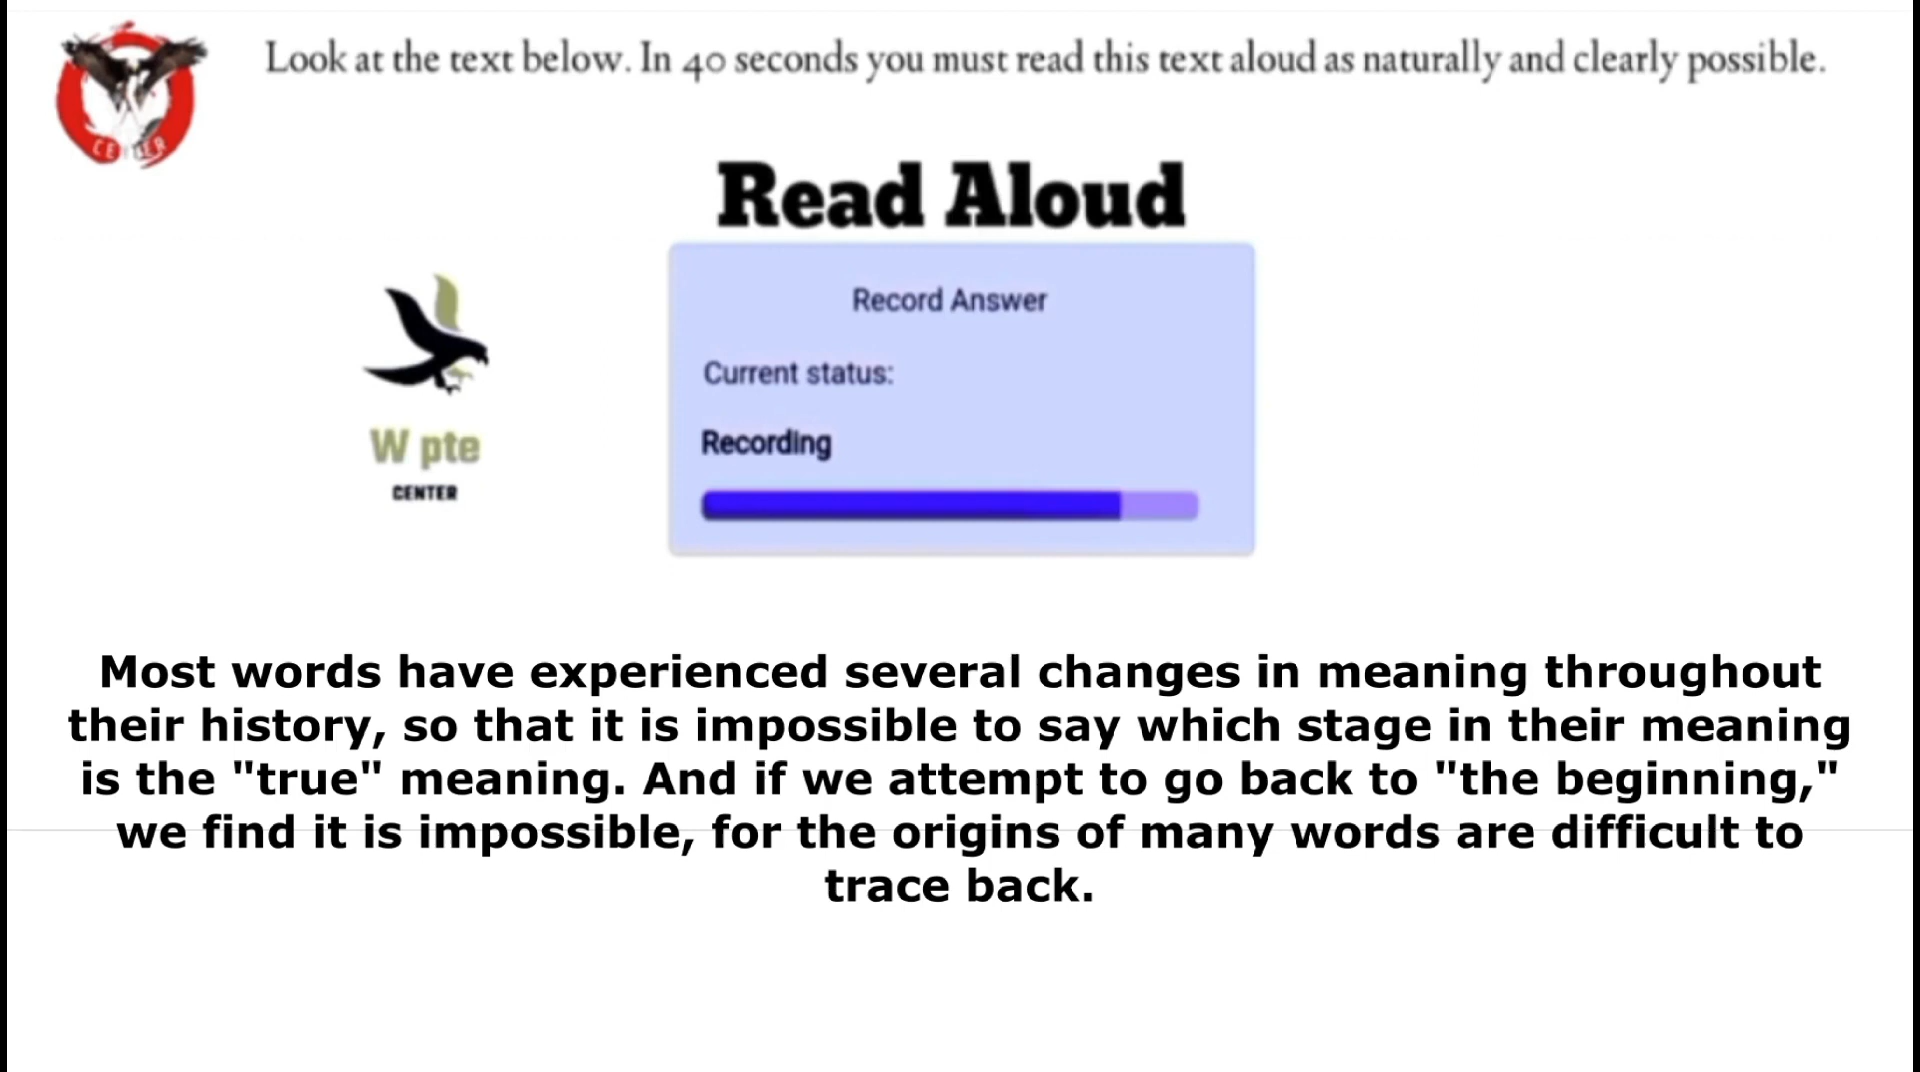 Look at the text below. In 40 seconds you must read this text aloud as naturally and clearly possible.
CENTER
Read Aloud
Record Answer
Current status:
Recording
W pte
CENTER
Most words have experienced several changes in meaning throughout
their history, so that it is impossible to say which stage in their meaning
is the "true" meaning. And if we attempt to go back to "the beginning,"
we find it is impossible, for the origins of many words are difficult to
trace back.